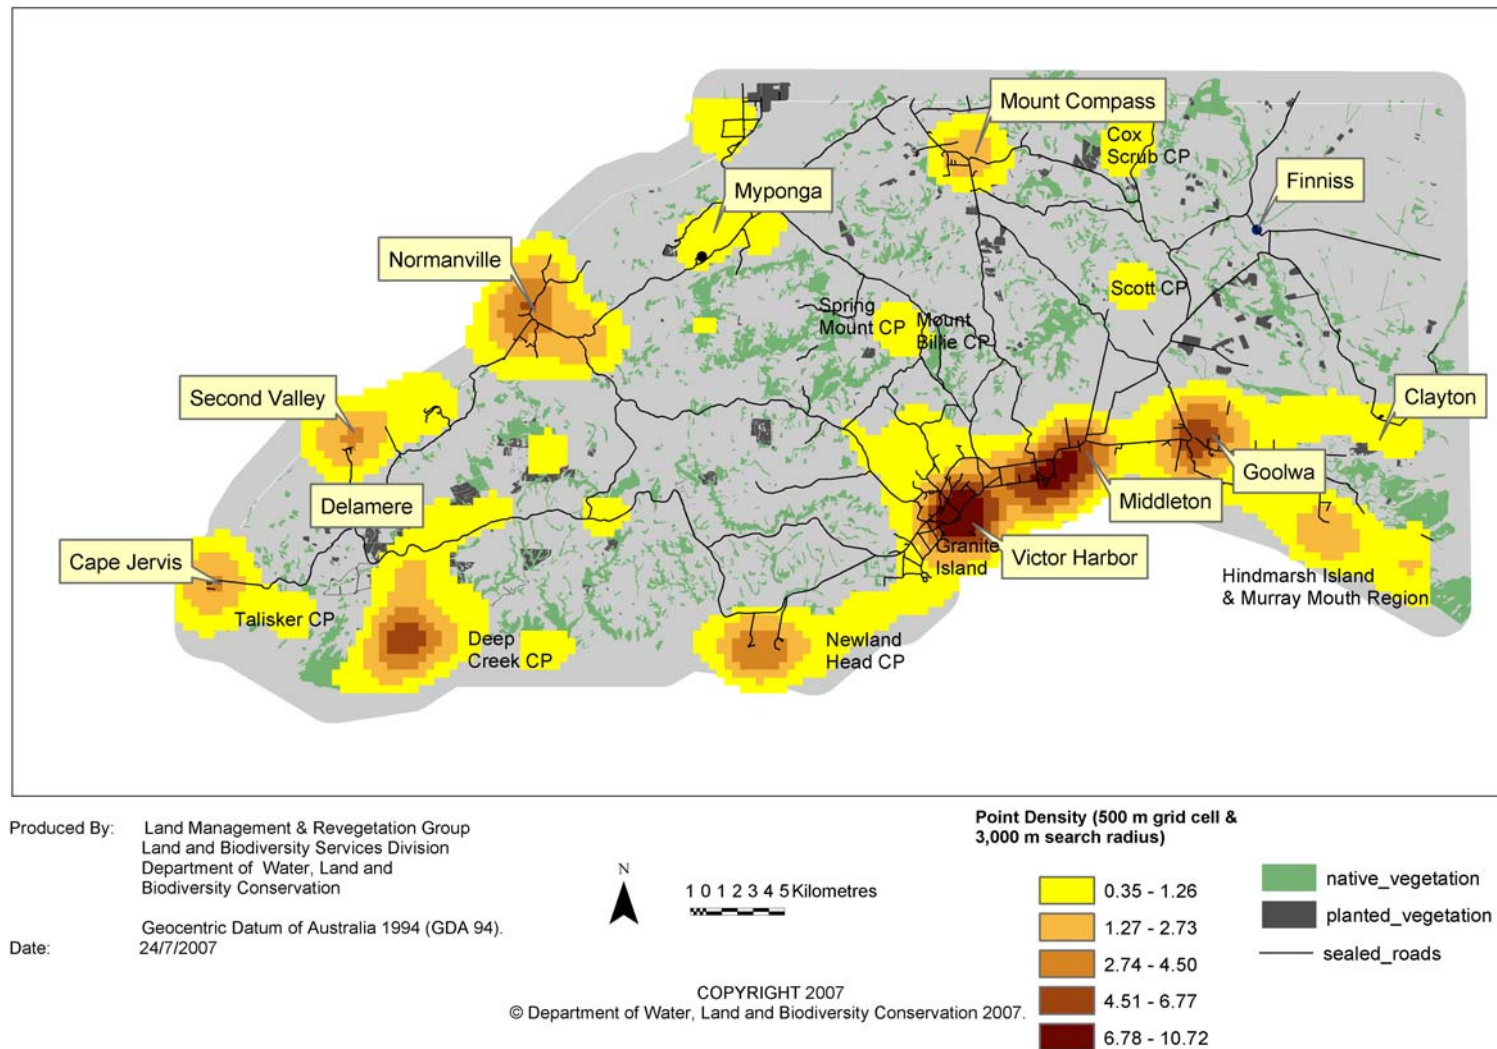 Mount Compass
Cox
Scrub CP
Finniss
Myponga
Normanville
Scott CP
Spring
Mount CP
Mount
Billie CP
Second Valley
Clayton
Goolwa
Delamere
Middleton
Victor Harbor
Granite
Island
Cape Jervis
Hindmarsh Island
& Murray Mouth Region
Talisker CP
Deep
Creek CP
Newland
Head CP
Produced By: Land Management & Revegetation Group
Land and Biodiversity Services Division
Department of Water, Land and
Biodiversity Conservation
Geocentric Datum of Australia 1994 (GDA 94).
Date: 24/7/2007
N
1 0 1 2 3 4 5 Kilometres
COPYRIGHT 2007
© Department of Water, Land and Biodiversity Conservation 2007.
Point Density (500 m grid cell &
3,000 m search radius)
0.35 - 1.26
1.27 - 2.73
2.74 - 4.50
4.51 - 6.77
6.78 - 10.72
native_vegetation
planted_vegetation
sealed_roads